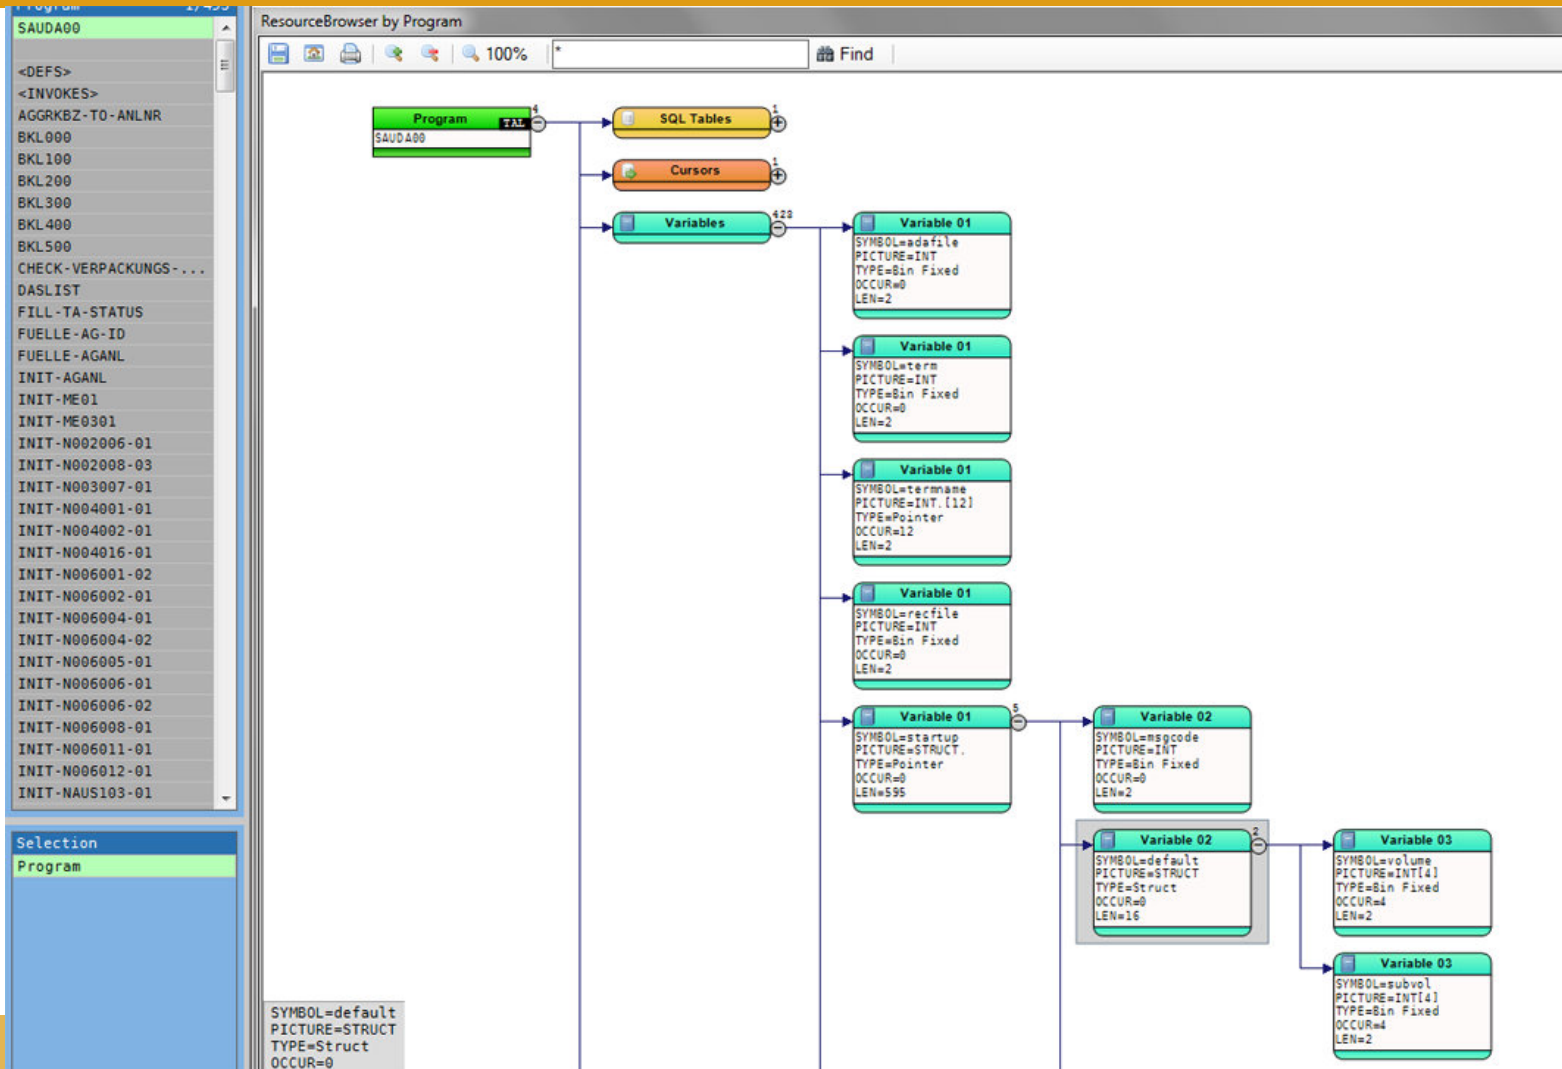 Program 1/493
SAUDA00
<DEFS>
<INVOKES>
AGGRKBZ-TO-ANLNR
BKL000
BKL100
BKL200
BKL300
BKL400
BKL500
CHECK-VERPACKUNGS-...
DASLIST
FILL-TA-STATUS
FUELLE-AG-ID
FUELLE-AGANL
INIT-AGANL
INIT-ME01
INIT-ME0301
INIT-N002006-01
INIT-N002008-03
INIT-N003007-01
INIT-N004001-01
INIT-N004002-01
INIT-N004016-01
INIT-N006001-02
INIT-N006002-01
INIT-N006004-01
INIT-N006004-02
INIT-N006005-01
INIT-N006006-01
INIT-N006006-02
INIT-N006008-01
INIT-N006011-01
INIT-N006012-01
INIT-NAUS103-01
Selection
Program
ResourceBrowser by Program
100%
*
Find
Program TAL
4
SAUDA00
SQL Tables
1
Cursors
1
Variables
423
Variable 01
SYMBOL=adafile
PICTURE=INT
TYPE=Bin Fixed
OCCUR=0
LEN=2
Variable 01
SYMBOL=term
PICTURE=INT
TYPE=Bin Fixed
OCCUR=0
LEN=2
Variable 01
SYMBOL=termname
PICTURE=INT.[12]
TYPE=Pointer
OCCUR=12
LEN=2
Variable 01
SYMBOL=recfile
PICTURE=INT
TYPE=Bin Fixed
OCCUR=0
LEN=2
Variable 01
5
SYMBOL=startup
PICTURE=STRUCT.
TYPE=Pointer
OCCUR=0
LEN=595
Variable 02
SYMBOL=msgcode
PICTURE=INT
TYPE=Bin Fixed
OCCUR=0
LEN=2
Variable 02
2
SYMBOL=default
PICTURE=STRUCT
TYPE=Struct
OCCUR=0
LEN=16
Variable 03
SYMBOL=volume
PICTURE=INT[4]
TYPE=Bin Fixed
OCCUR=4
LEN=2
Variable 03
SYMBOL=subvol
PICTURE=INT[4]
TYPE=Bin Fixed
OCCUR=4
LEN=2
SYMBOL=default
PICTURE=STRUCT
TYPE=Struct
OCCUR=0